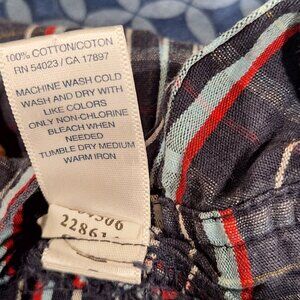 100% COTTON/COTON
RN 54023 / CA 17897
MACHINE WASH COLD
WASH AND DRY WITH
LIKE COLORS
ONLY NON-CHLORINE
BLEACH WHEN
NEEDED
TUMBLE DRY MEDIUM
WARM IRON